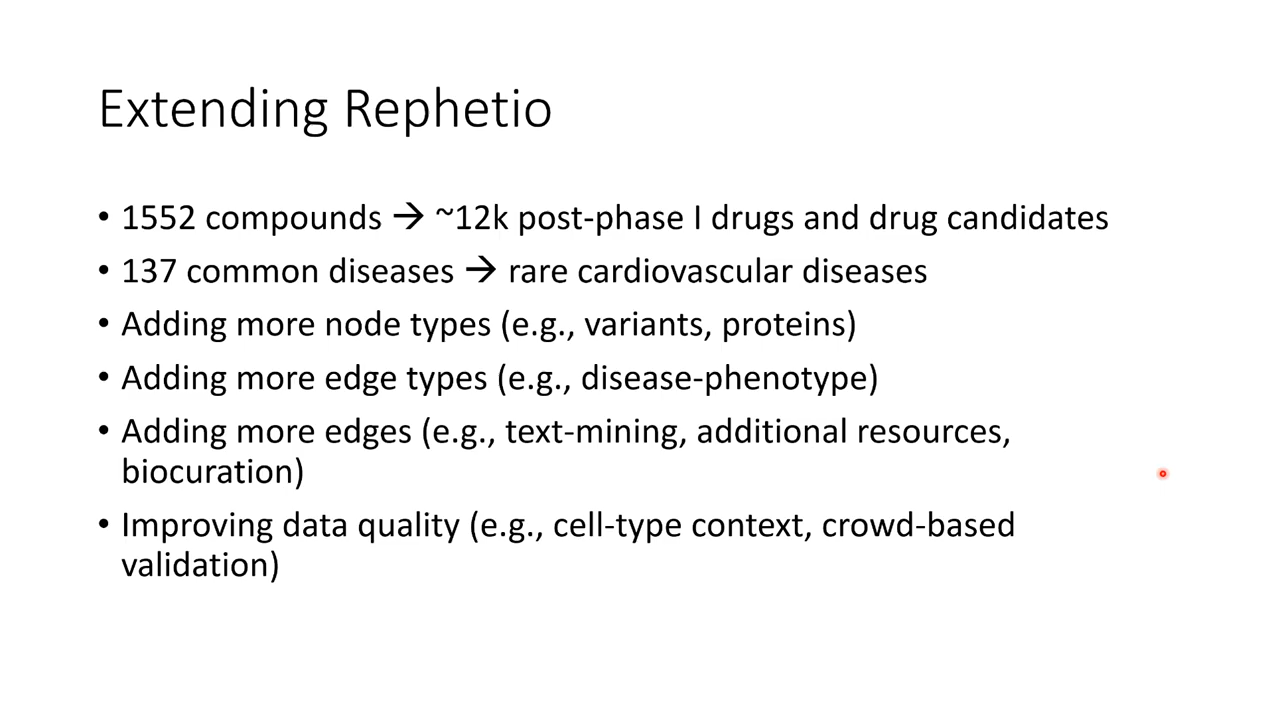 Extending Rephetio
• 1552 compounds → ~12k post-phase I drugs and drug candidates
• 137 common diseases → rare cardiovascular diseases
• Adding more node types (e.g., variants, proteins)
• Adding more edge types (e.g., disease-phenotype)
• Adding more edges (e.g., text-mining, additional resources,
biocuration)
• Improving data quality (e.g., cell-type context, crowd-based
validation)